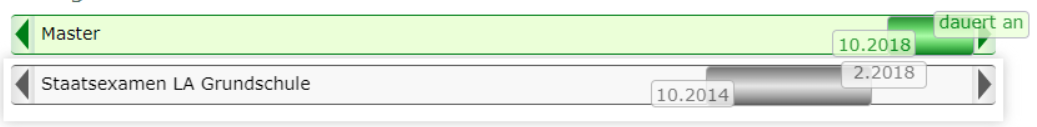 Master
10.2018
dauert an
Staatsexamen LA Grundschule
10.2014
2.2018